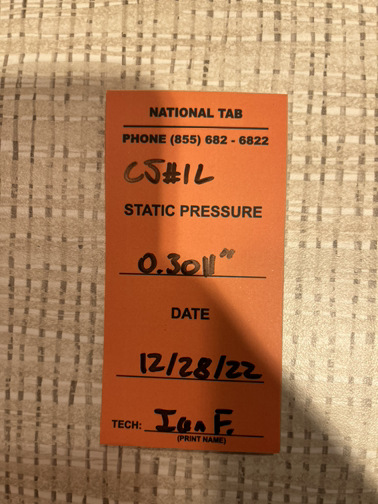 NATIONAL TAB
PHONE (855) 682 - 6822
CJ#1L
STATIC PRESSURE
0.301"
DATE
12/28/22
TECH: Ian F.
(PRINT NAME)